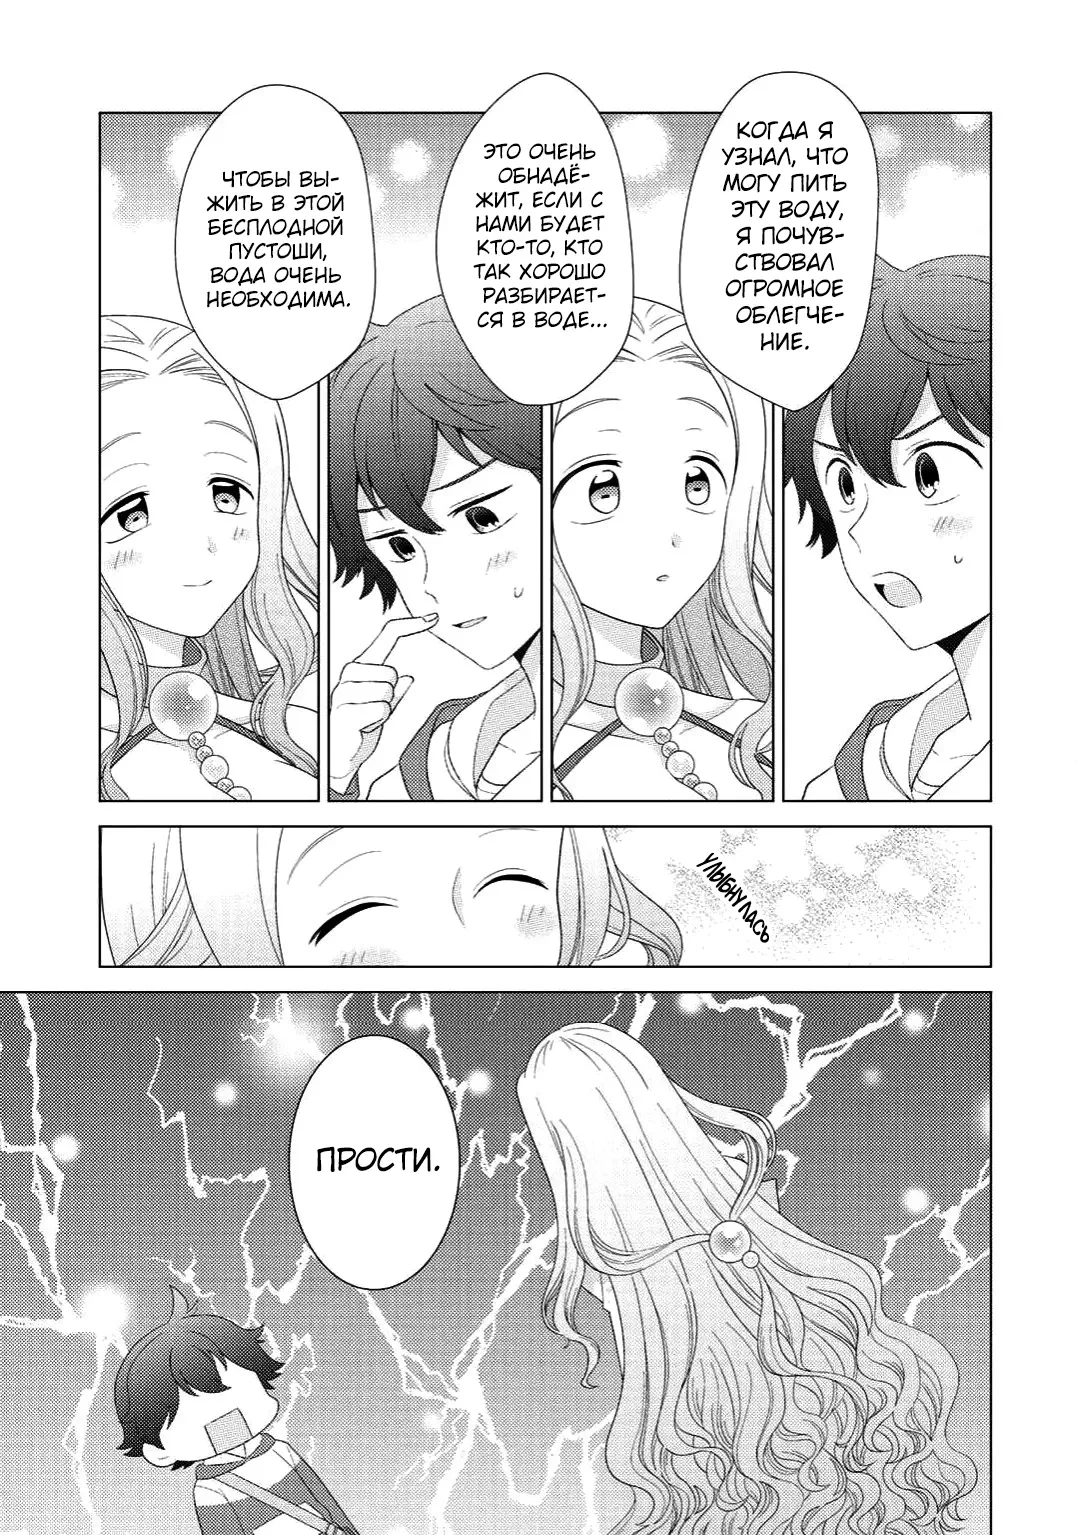 КОГДА Я
УЗНАЛ, ЧТО
МОГУ ПИТЬ
ЭТУ ВОДУ,
Я ПОЧУВ-
СТВОВАЛ
ОГРОМНОЕ
ОБЛЕГЧЕ-
НИЕ.
ЭТО ОЧЕНЬ
ОБНАДЁ-
ЖИТ, ЕСЛИ С
НАМИ БУДЕТ
КТО-ТО, КТО
ТАК ХОРОШО
РАЗБИРАЕТ-
СЯ В ВОДЕ...
ЧТОБЫ ВЫ-
ЖИТЬ В ЭТОЙ
БЕСПЛОДНОЙ
ПУСТОШИ,
ВОДА ОЧЕНЬ
НЕОБХОДИМА.
УЛЫБНУЛАСЬ
ПРОСТИ.